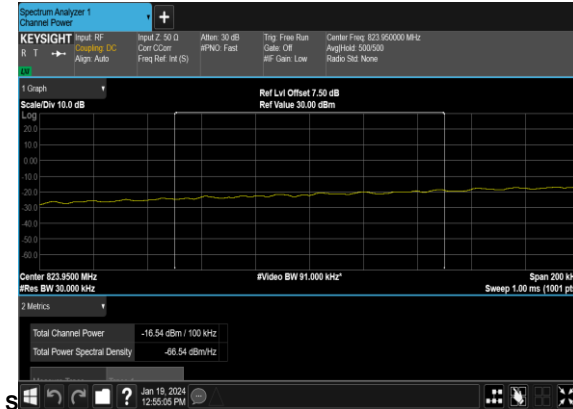 Spectrum Analyzer 1
Channel Power
KEYSIGHT Input: RF Input Z: 50 Ω Atten: 30 dB Trig: Free Run Center Freq: 823.950000 MHz
R T Coupling: DC Corr CCorr #PNO: Fast Gate: Off Avg|Hold: 500/500
Align: Auto Freq Ref: Int (S) #IF Gain: Low Radio Std: None
1 Graph
Ref Lvl Offset 7.50 dB
Scale/Div 10.0 dB Ref Value 30.00 dBm
Log
20.0
10.0
0.00
-10.0
-20.0
-30.0
-40.0
-50.0
-60.0
Center 823.9500 MHz #Video BW 91.000 kHz* Span 200 kH
#Res BW 30.000 kHz Sweep 1.00 ms (1001 pts
2 Metrics
Total Channel Power -16.54 dBm / 100 kHz
Total Power Spectral Density -66.54 dBm/Hz
S
?
Jan 19, 2024
12:55:05 PM